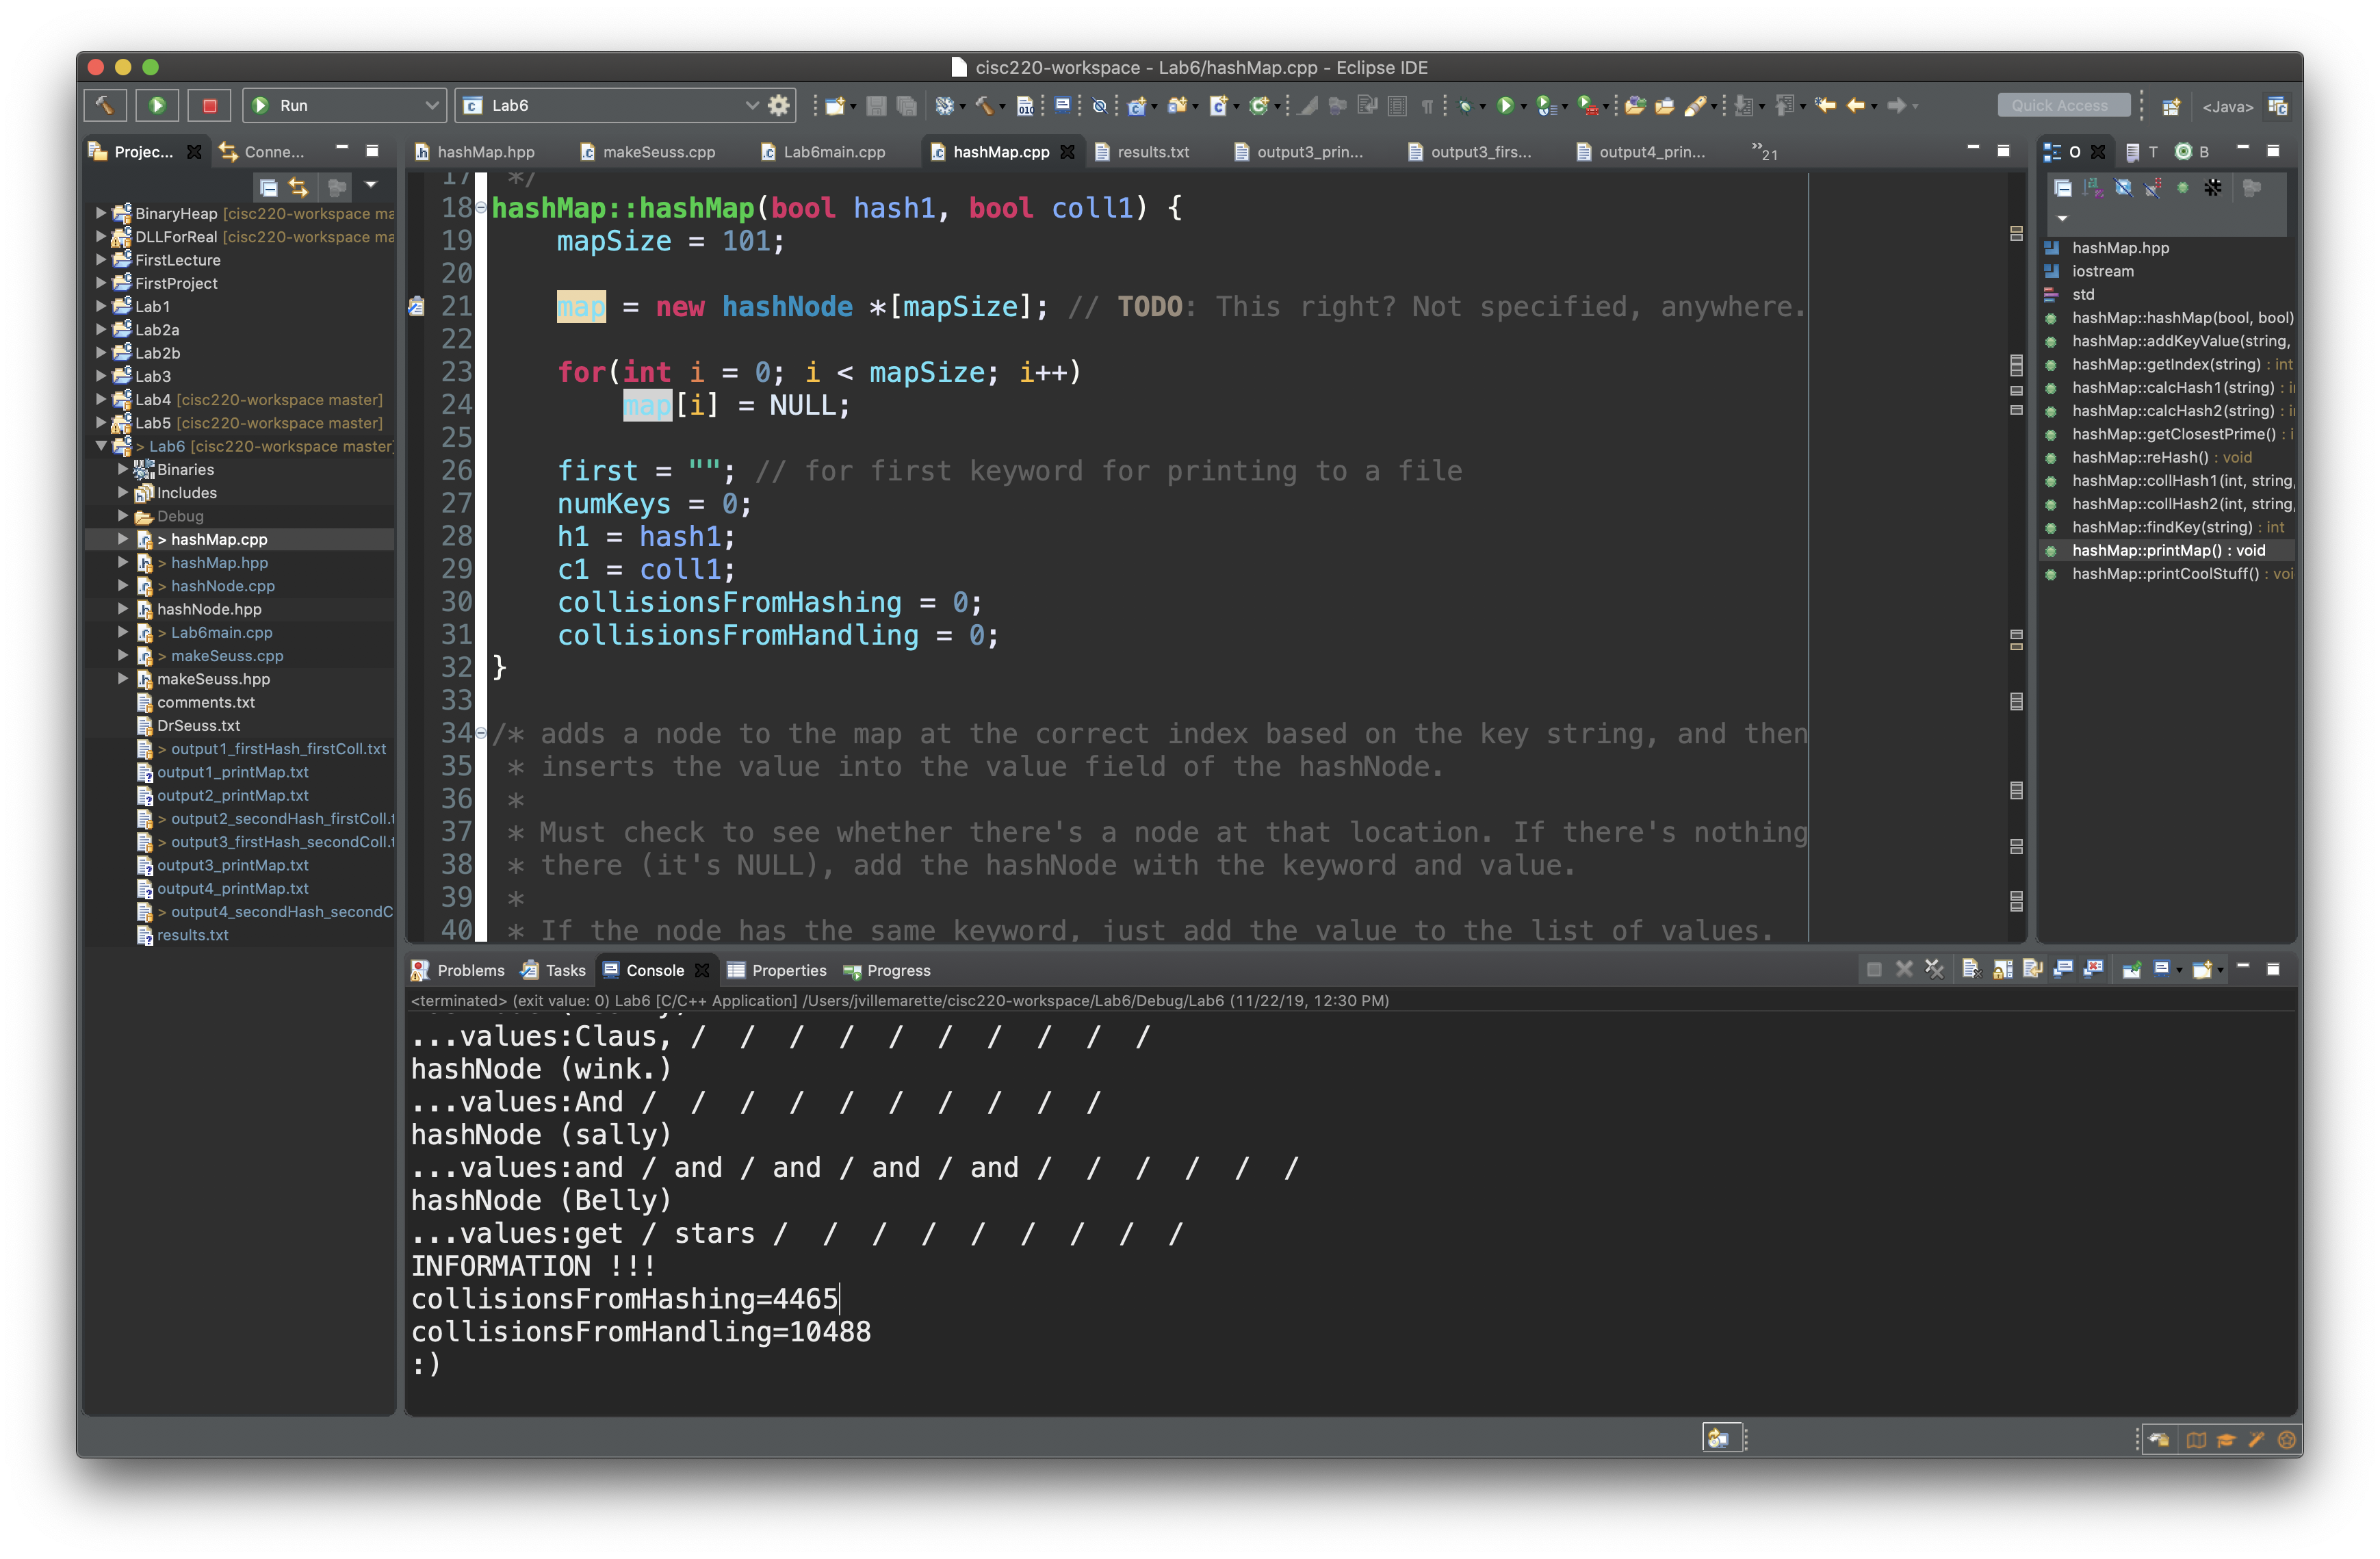 cisc220-workspace - Lab6/hashMap.cpp - Eclipse IDE
Run
Lab6
Quick Access
<Java>
Projec...
Conne...
BinaryHeap [cisc220-workspace ma
DLLForReal [cisc220-workspace ma
FirstLecture
FirstProject
Lab1
Lab2a
Lab2b
Lab3
Lab4 [cisc220-workspace master]
Lab5 [cisc220-workspace master]
> Lab6 [cisc220-workspace master]
Binaries
Includes
Debug
> hashMap.cpp
> hashMap.hpp
> hashNode.cpp
hashNode.hpp
> Lab6main.cpp
> makeSeuss.cpp
makeSeuss.hpp
comments.txt
DrSeuss.txt
> output1_firstHash_firstColl.txt
output1_printMap.txt
output2_printMap.txt
> output2_secondHash_firstColl.t
> output3_firstHash_secondColl.t
output3_printMap.txt
output4_printMap.txt
> output4_secondHash_secondC
results.txt
hashMap.hpp
makeSeuss.cpp
Lab6main.cpp
hashMap.cpp
results.txt
output3_prin...
output3_firs...
output4_prin...
»21
17 */
18 hashMap::hashMap(bool hash1, bool coll1) {
19 mapSize = 101;
20
21 map = new hashNode *[mapSize]; // TODO: This right? Not specified, anywhere.
22
23 for(int i = 0; i < mapSize; i++)
24 map[i] = NULL;
25
26 first = ""; // for first keyword for printing to a file
27 numKeys = 0;
28 h1 = hash1;
29 c1 = coll1;
30 collisionsFromHashing = 0;
31 collisionsFromHandling = 0;
32 }
33
34 /* adds a node to the map at the correct index based on the key string, and then
35 * inserts the value into the value field of the hashNode.
36 *
37 * Must check to see whether there's a node at that location. If there's nothing
38 * there (it's NULL), add the hashNode with the keyword and value.
39 *
40 * If the node has the same keyword, just add the value to the list of values.
O
T
B
hashMap.hpp
iostream
std
hashMap::hashMap(bool, bool)
hashMap::addKeyValue(string,
hashMap::getIndex(string) : int
hashMap::calcHash1(string) : i
hashMap::calcHash2(string) : i
hashMap::getClosestPrime() : i
hashMap::reHash() : void
hashMap::collHash1(int, string,
hashMap::collHash2(int, string,
hashMap::findKey(string) : int
hashMap::printMap() : void
hashMap::printCoolStuff() : voi
Problems
Tasks
Console
Properties
Progress
<terminated> (exit value: 0) Lab6 [C/C++ Application] /Users/jvillemarette/cisc220-workspace/Lab6/Debug/Lab6 (11/22/19, 12:30 PM)
...values:Claus, / / / / / / / / / /
hashNode (wink.)
...values:And / / / / / / / / / /
hashNode (sally)
...values:and / and / and / and / and / / / / / /
hashNode (Belly)
...values:get / stars / / / / / / / / /
INFORMATION !!!
collisionsFromHashing=4465
collisionsFromHandling=10488
:)